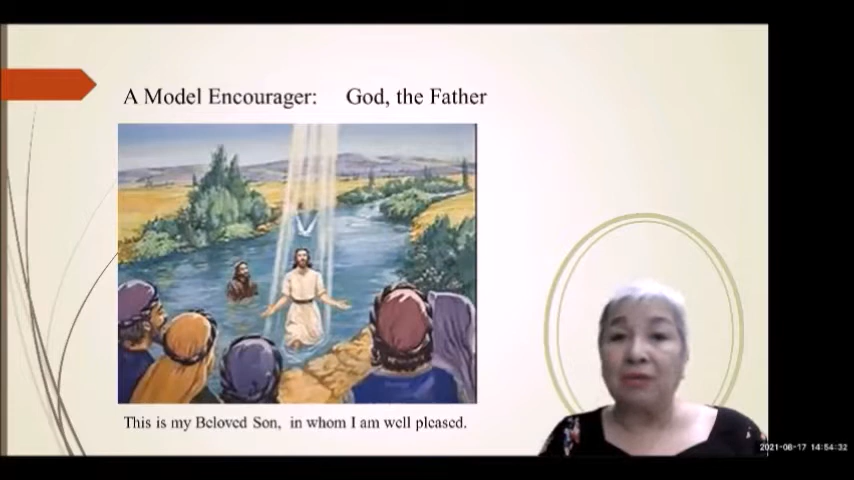 A Model Encourager: God, the Father
This is my Beloved Son, in whom I am well pleased.
2021-08-17 14:54:32